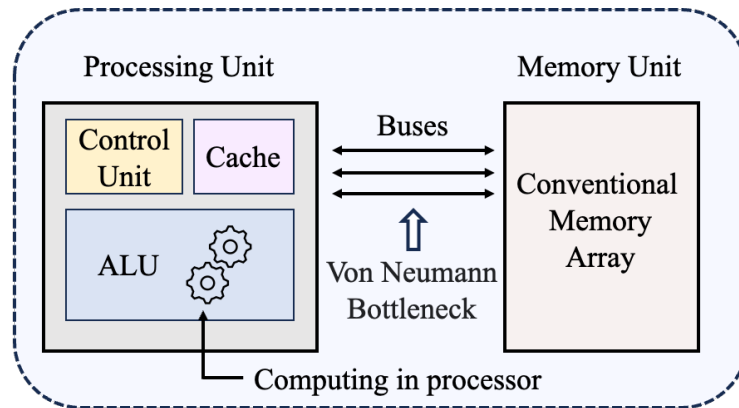 Processing Unit
Memory Unit
Control
Unit
Cache
ALU
Buses
Von Neumann
Bottleneck
Conventional
Memory
Array
Computing in processor